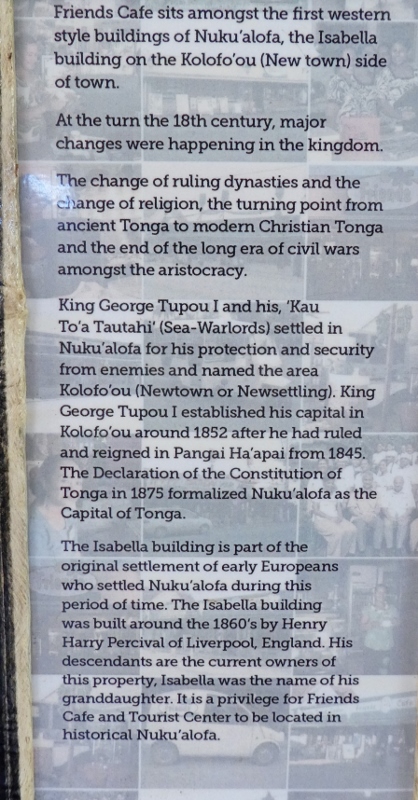 Friends Cafe sits amongst the first western
style buildings of Nuku'alofa, the Isabella
building on the Kolofo'ou (New town) side
of town.
At the turn the 18th century, major
changes were happening in the kingdom.
The change of ruling dynasties and the
change of religion, the turning point from
ancient Tonga to modern Christian Tonga
and the end of the long era of civil wars
amongst the aristocracy.
King George Tupou I and his, 'Kau
To'a Tautahi' (Sea-Warlords) settled in
Nuku'alofa for his protection and security
from enemies and named the area
Kolofo'ou (Newtown or Newsettling). King
George Tupou I established his capital in
Kolofo'ou around 1852 after he had ruled
and reigned in Pangai Ha'apai from 1845.
The Declaration of the Constitution of
Tonga in 1875 formalized Nuku'alofa as the
Capital of Tonga.
The Isabella building is part of the
original settlement of early Europeans
who settled Nuku'alofa during this
period of time. The Isabella building
was built around the 1860's by Henry
Harry Percival of Liverpool, England. His
descendants are the current owners of
this property, Isabella was the name of his
granddaughter. It is a privilege for Friends
Cafe and Tourist Center to be located in
historical Nuku'alofa.